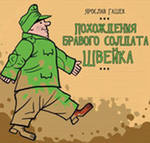 ЯРОСЛАВ ГАШЕК
ПОХОЖДЕНИЯ
БРАВОГО СОЛДАТА
ШВЕЙКА